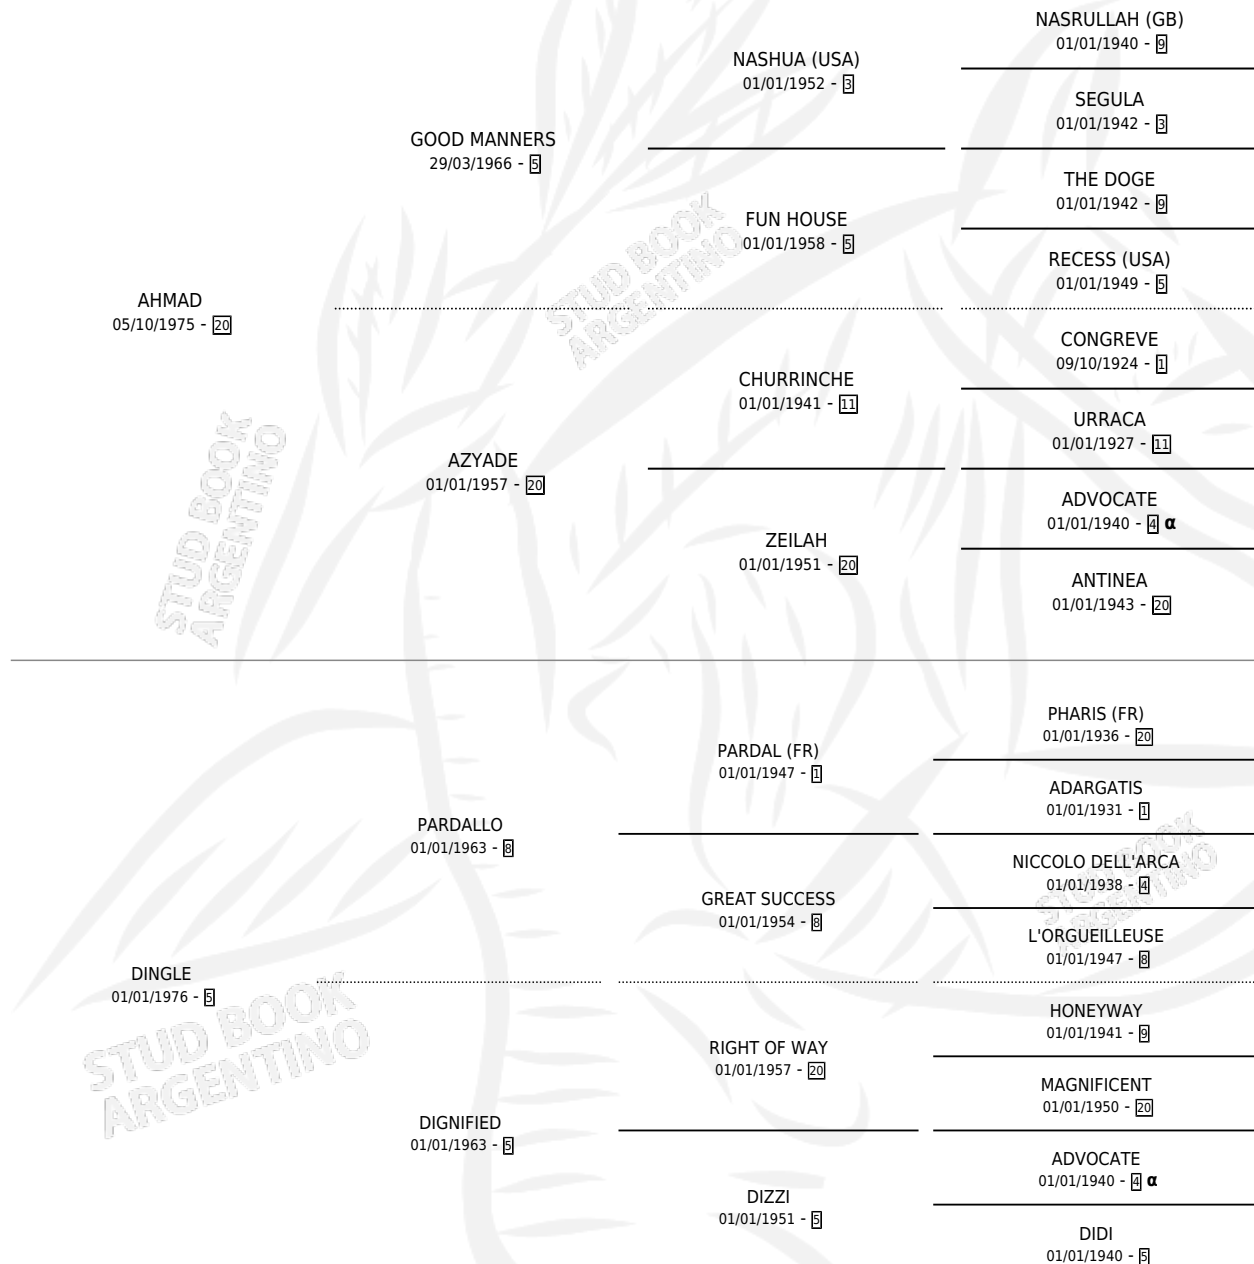 NASRULLAH (GB)
01/01/1940 - 9
NASHUA (USA)
01/01/1952 - 3
SEGULA
01/01/1942 - 3
GOOD MANNERS
29/03/1966 - 5
THE DOGE
01/01/1942 - 9
FUN HOUSE
01/01/1958 - 5
RECESS (USA)
01/01/1949 - 5
AHMAD
05/10/1975 - 20
CONGREVE
09/10/1924 - 1
CHURRINCHE
01/01/1941 - 11
URRACA
01/01/1927 - 11
AZYADE
01/01/1957 - 20
ADVOCATE
01/01/1940 - 4 α
ZEILAH
01/01/1951 - 20
ANTINEA
01/01/1943 - 20
PHARIS (FR)
01/01/1936 - 20
PARDAL (FR)
01/01/1947 - 1
ADARGATIS
01/01/1931 - 1
PARDALLO
01/01/1963 - 8
NICCOLO DELL'ARCA
01/01/1938 - 4
GREAT SUCCESS
01/01/1954 - 8
L'ORGUEILLEUSE
01/01/1947 - 8
DINGLE
01/01/1976 - 5
HONEYWAY
01/01/1941 - 9
RIGHT OF WAY
01/01/1957 - 20
MAGNIFICENT
01/01/1950 - 20
DIGNIFIED
01/01/1963 - 5
ADVOCATE
01/01/1940 - 4 α
DIZZI
01/01/1951 - 5
DIDI
01/01/1940 - 5
STUD BOOK
ARGENTINO
STUD BOOK
ARGENTINO
STUD BOOK
ARGENTINO
STUD BOOK
ARGENTINO